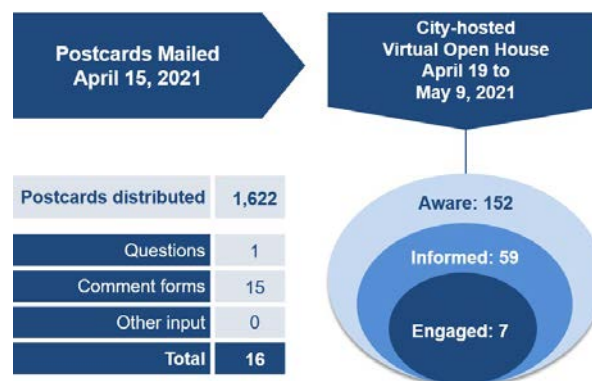 Postcards Mailed
April 15, 2021
City-hosted
Virtual Open House
April 19 to
May 9, 2021
Postcards distributed 1,622
Questions 1
Comment forms 15
Other input 0
Total 16
Aware: 152
Informed: 59
Engaged: 7